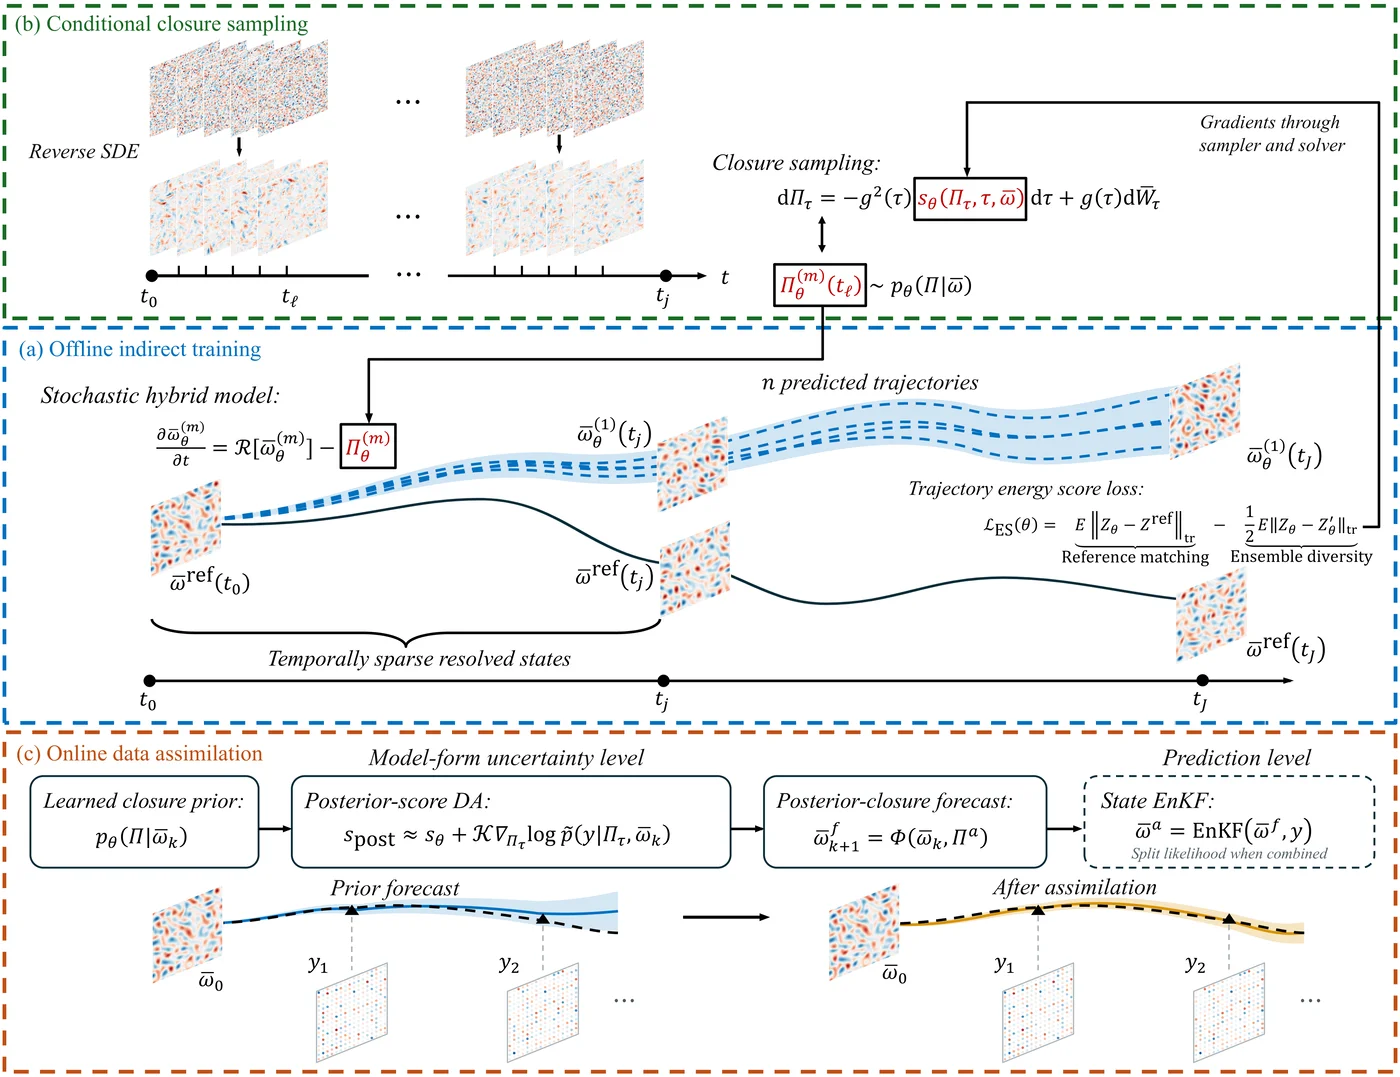 (b) Conditional closure sampling
Reverse SDE
...
...
...
t₀
t_ℓ
t_j
t
Closure sampling:
dΠ_τ = −g²(τ) s_θ(Π_τ, τ, ω̅) dτ + g(τ)dW̅_τ
Π_θ^(m)(t_ℓ) ~ p_θ(Π|ω̅)
Gradients through
sampler and solver
(a) Offline indirect training
Stochastic hybrid model:
∂ω̅_θ^(m)/∂t = ℛ[ω̅_θ^(m)] − Π_θ^(m)
n predicted trajectories
ω̅_θ^(1)(t_j)
ω̅_θ^(1)(t_J)
Trajectory energy score loss:
ℒ_ES(θ) = E‖Z_θ − Z^ref‖_tr − 1/2 E‖Z_θ − Z′_θ‖_tr
Reference matching
Ensemble diversity
ω̅^ref(t₀)
ω̅^ref(t_j)
ω̅^ref(t_J)
Temporally sparse resolved states
t₀
t_j
t_J
(c) Online data assimilation
Model-form uncertainty level
Prediction level
Learned closure prior:
p_θ(Π|ω̅_k)
Posterior-score DA:
s_post ≈ s_θ + 𝒦∇_{Π_τ} log p̃(y|Π_τ, ω̅_k)
Posterior-closure forecast:
ω̅^f_{k+1} = Φ(ω̅_k, Π^a)
State EnKF:
ω̅^a = EnKF(ω̅^f, y)
Split likelihood when combined
Prior forecast
After assimilation
ω̅₀
y₁
y₂
...
ω̅₀
y₁
y₂
...